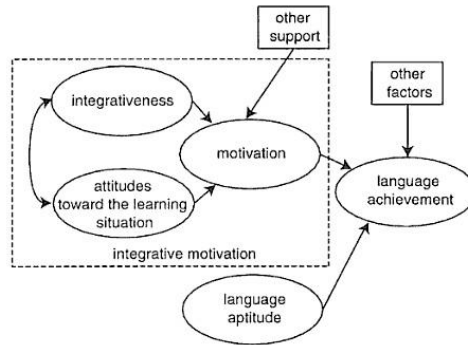 other
support
other
factors
integrativeness
motivation
attitudes
toward the learning
situation
language
achievement
integrative motivation
language
aptitude